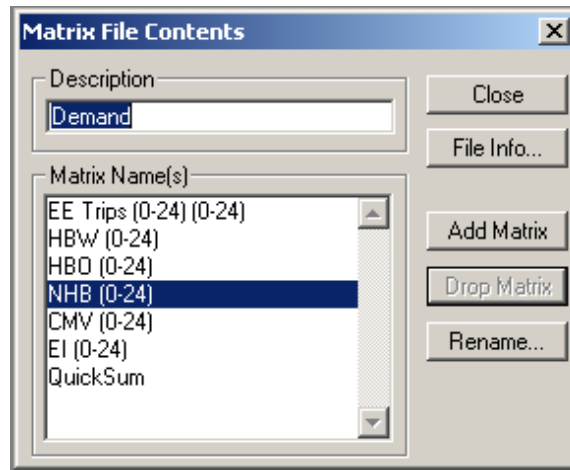 Matrix File Contents
Description
Demand
Close
File Info...
Matrix Name(s)
EE Trips (0-24) (0-24)
HBW (0-24)
HBO (0-24)
NHB (0-24)
CMV (0-24)
EI (0-24)
QuickSum
Add Matrix
Drop Matrix
Rename...